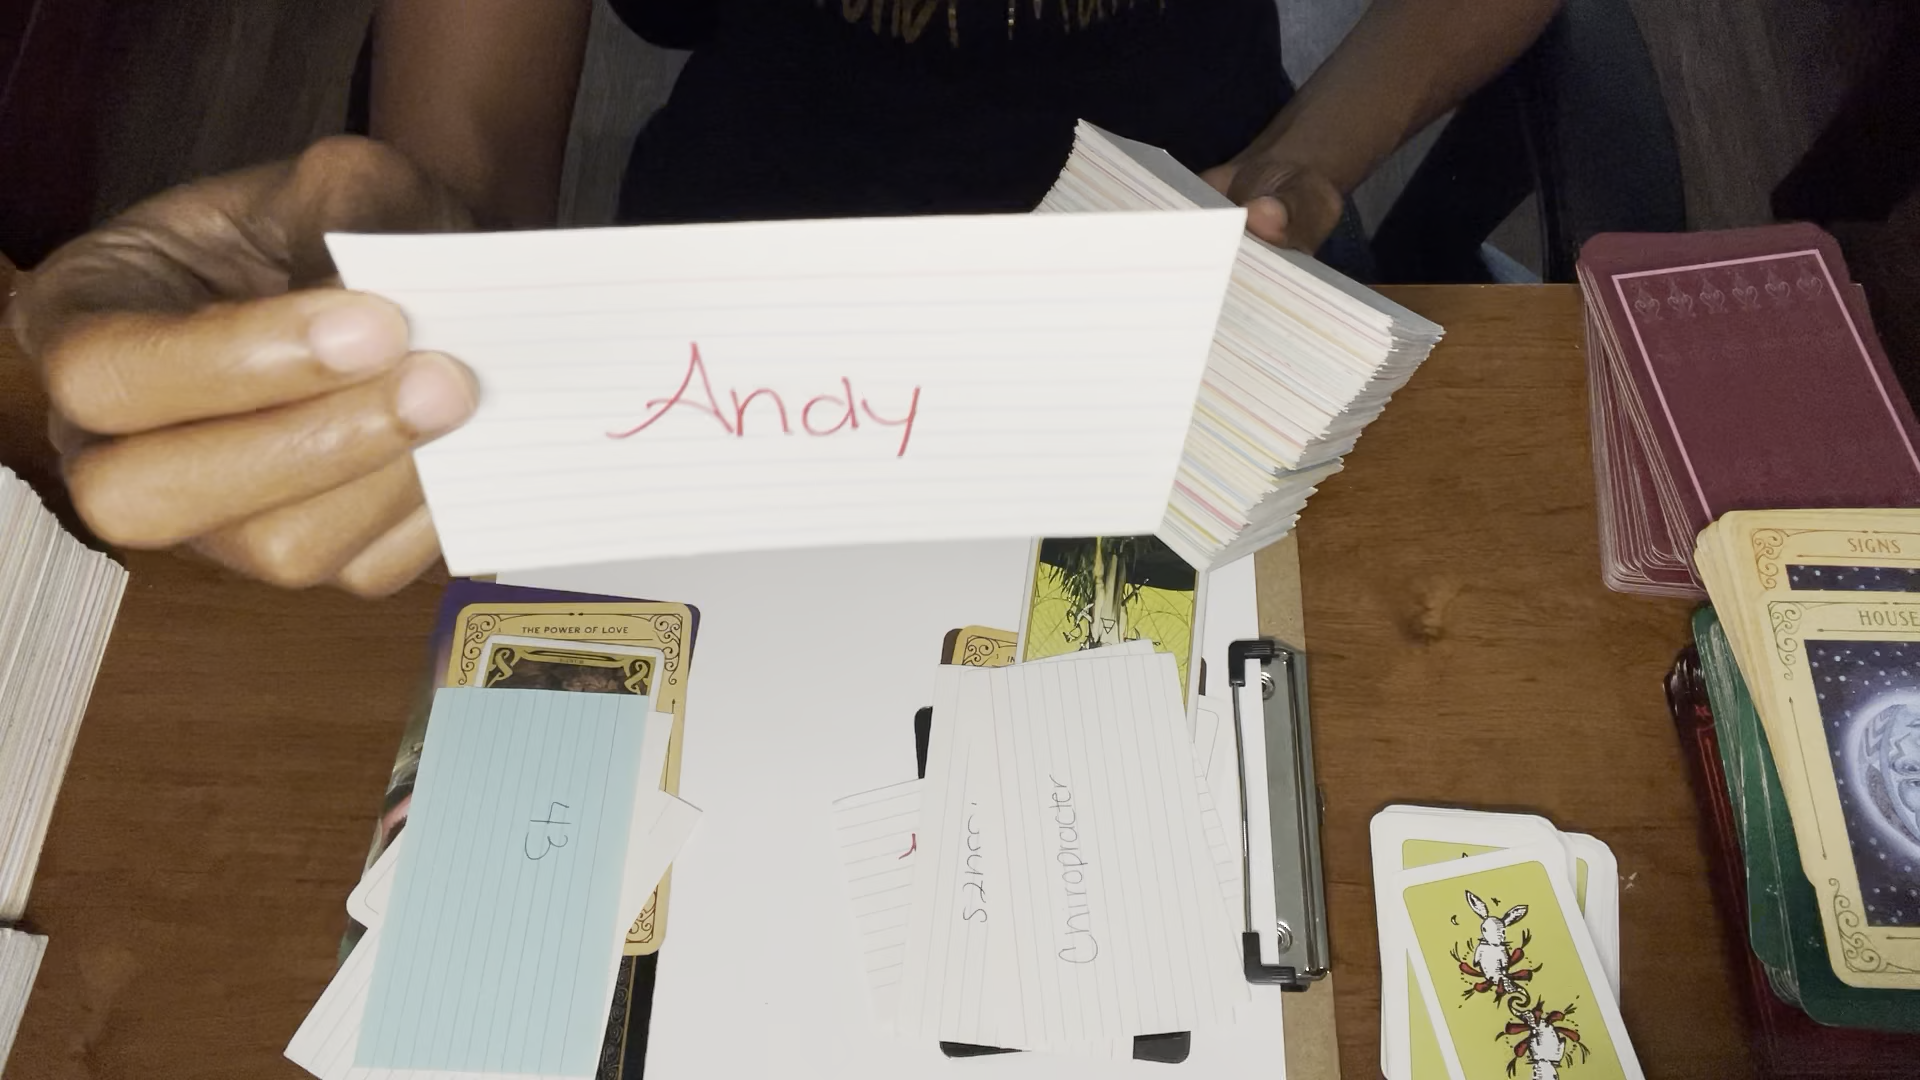 Andy
SIGNS
HOUSE
THE POWER OF LOVE
43
Chiropracter